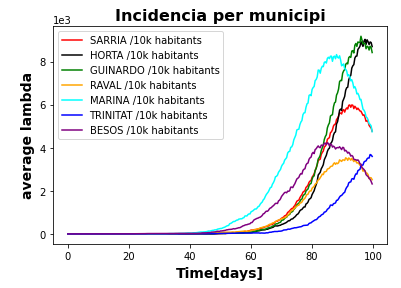 Incidencia per municipi
1e3
SARRIA /10k habitants
HORTA /10k habitants
GUINARDO /10k habitants
RAVAL /10k habitants
MARINA /10k habitants
TRINITAT /10k habitants
BESOS /10k habitants
average lambda
8
6
4
2
0
0 20 40 60 80 100
Time[days]